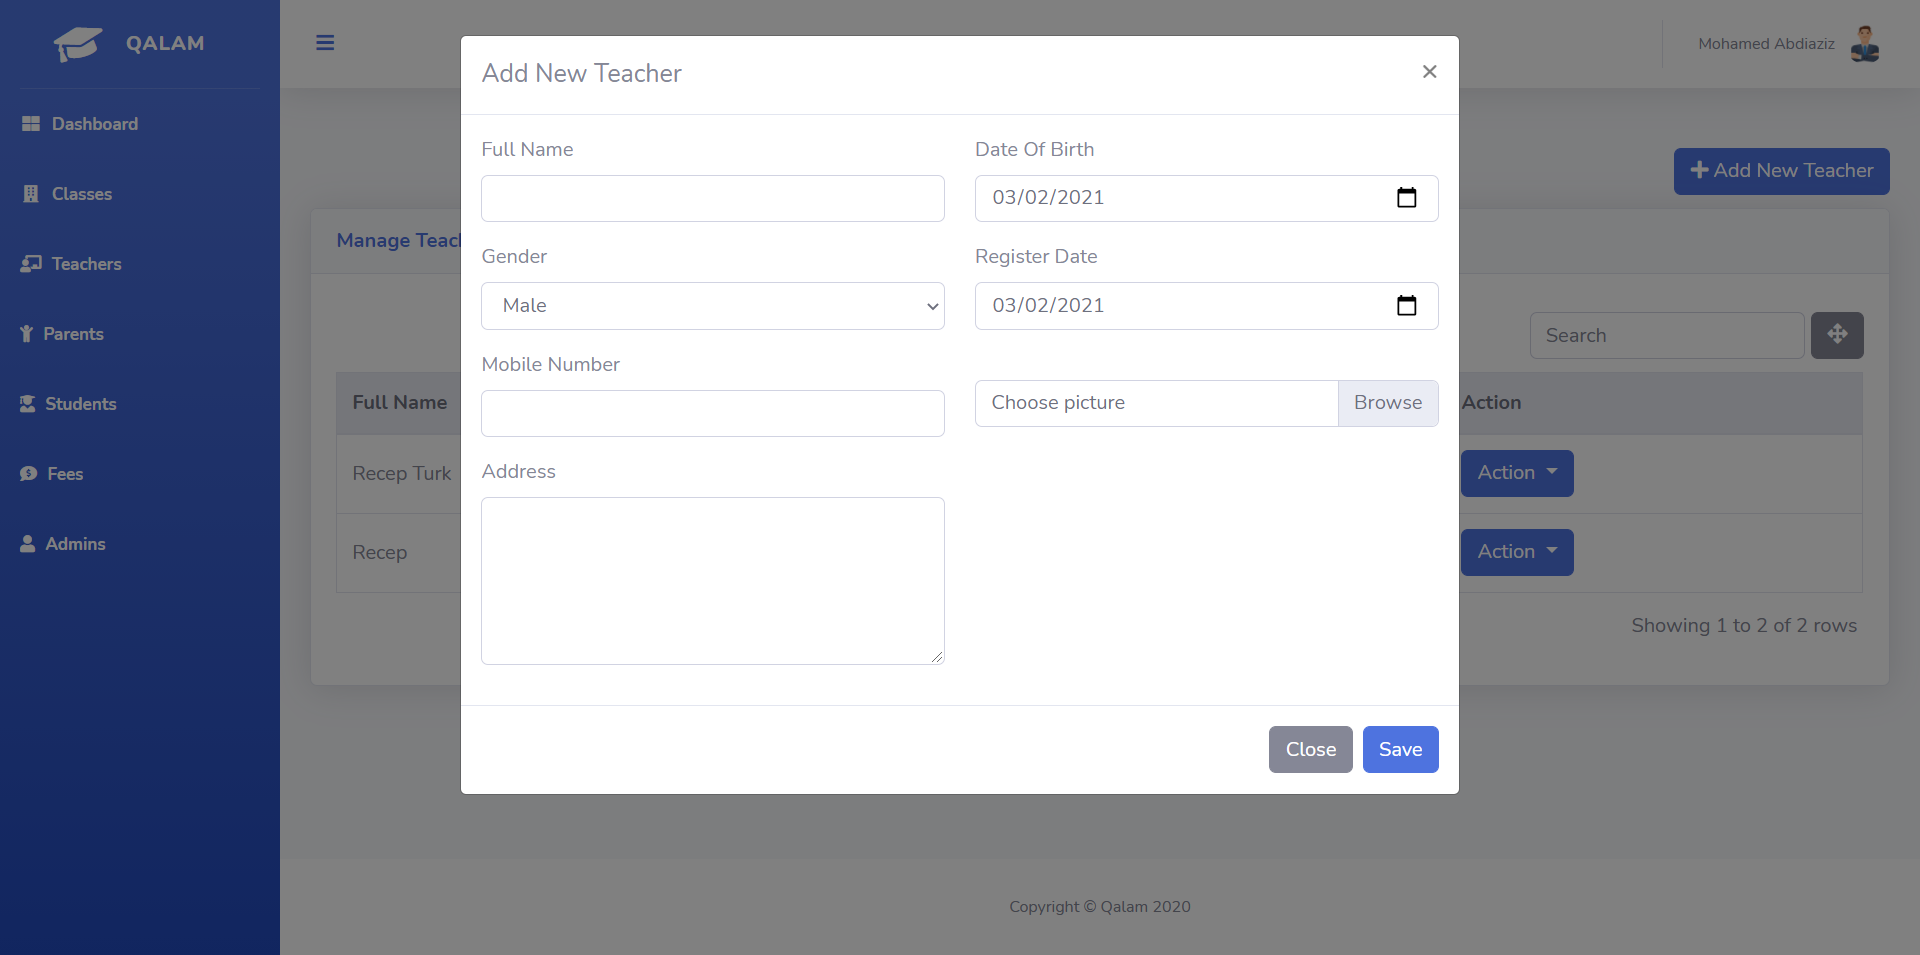 QALAM
Mohamed Abdiaziz
Dashboard
Classes
Teachers
Parents
Students
Fees
Admins
Add New Teacher
Manage Teac
Search
Full Name
Action
Recep Turk
Action
Recep
Action
Showing 1 to 2 of 2 rows
Add New Teacher
×
Full Name
Date Of Birth
03/02/2021
Gender
Register Date
Male
03/02/2021
Mobile Number
Choose picture
Browse
Address
Close
Save
Copyright © Qalam 2020